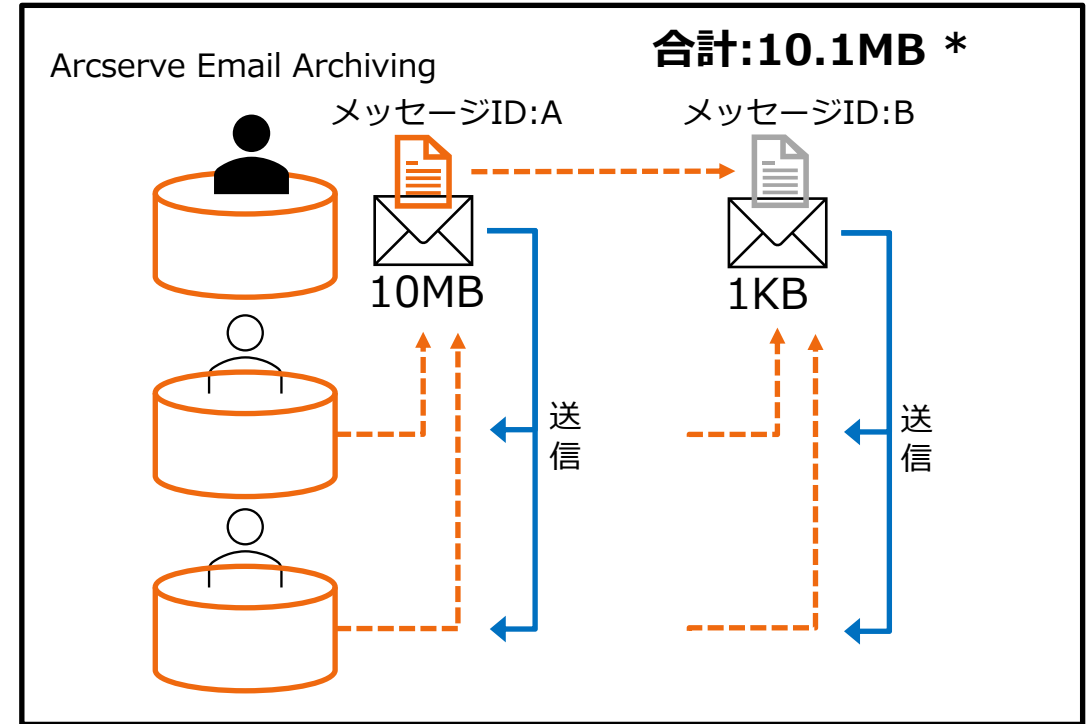 合計:10.1MB *
Arcserve Email Archiving
メッセージID:A
メッセージID:B
10MB
1KB
送信
送信